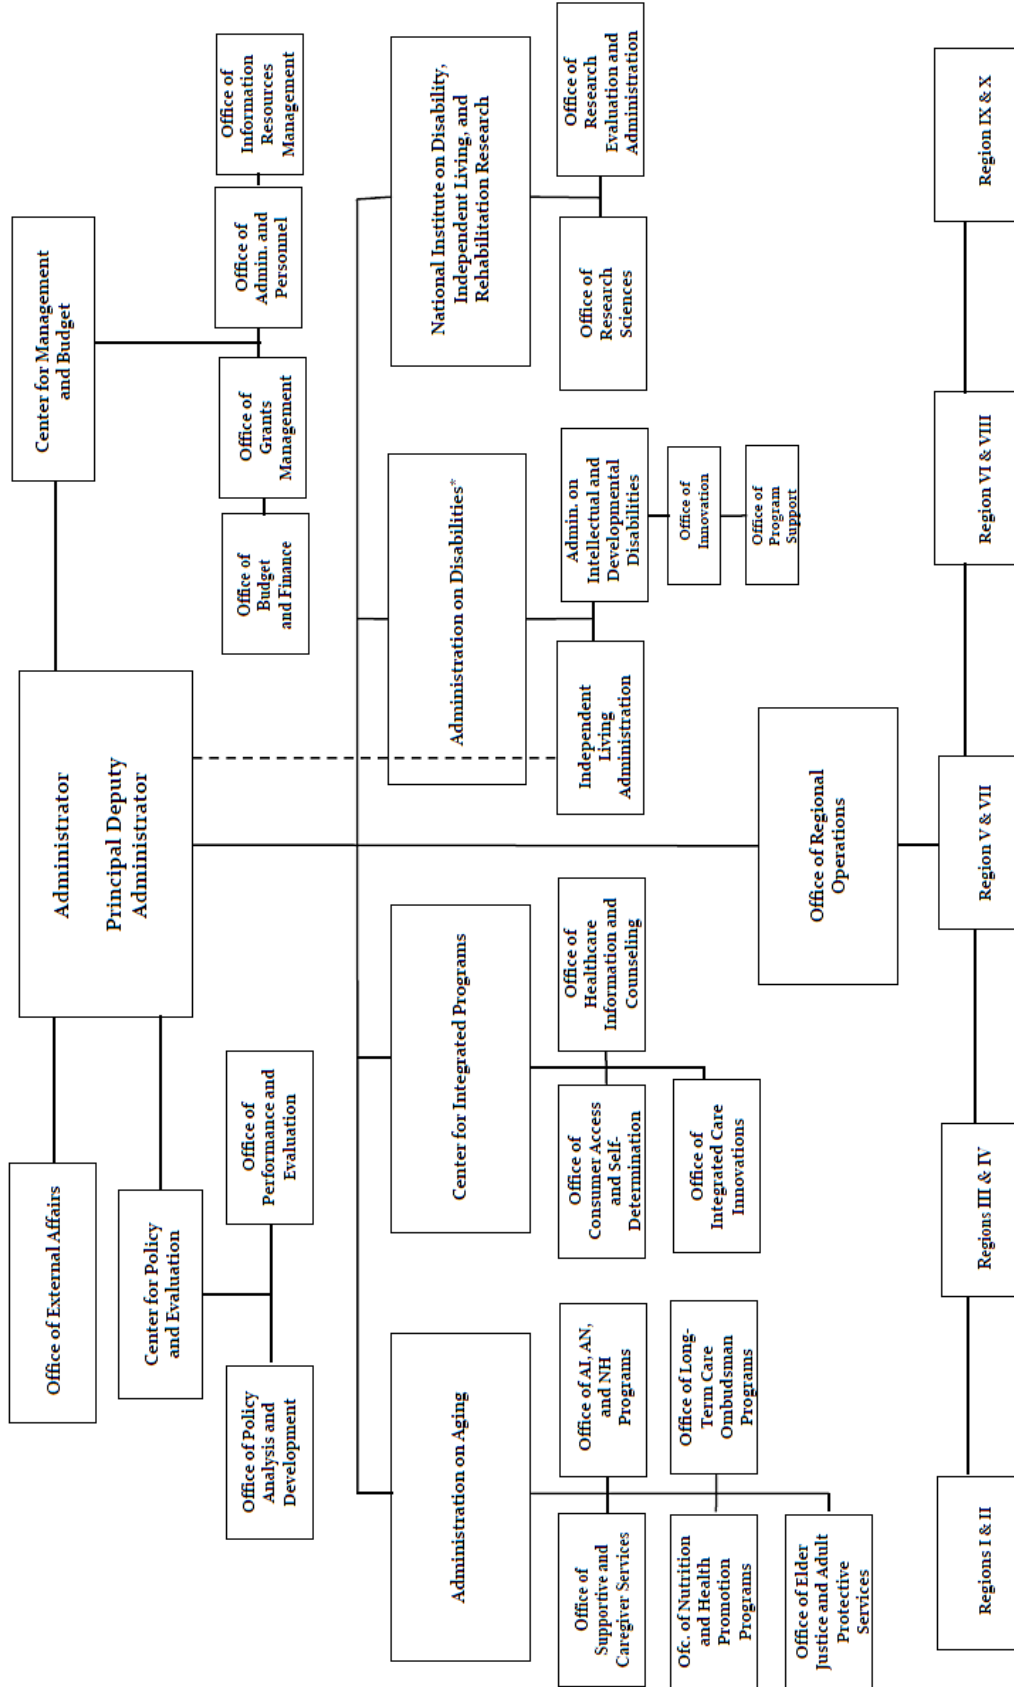 Administrator
Principal Deputy
Administrator
Office of External Affairs
Center for Policy
and Evaluation
Office of Policy
Analysis and
Development
Office of
Performance and
Evaluation
Center for Management
and Budget
Office of
Budget
and Finance
Office of
Grants
Management
Office of
Admin. and
Personnel
Office of
Information
Resources
Management
Administration on Aging
Office of
Supportive and
Caregiver Services
Office of AI, AN,
and NH
Programs
Ofc. of Nutrition
and Health
Promotion
Programs
Office of Long-
Term Care
Ombudsman
Programs
Office of Elder
Justice and Adult
Protective
Services
Center for Integrated Programs
Office of
Consumer Access
and Self-
Determination
Office of
Healthcare
Information and
Counseling
Office of
Integrated Care
Innovations
Administration on Disabilities*
Independent
Living
Administration
Admin. on
Intellectual and
Developmental
Disabilities
Office of
Innovation
Office of
Program
Support
National Institute on Disability,
Independent Living, and
Rehabilitation Research
Office of
Research
Sciences
Office of
Research
Evaluation and
Administration
Office of Regional
Operations
Regions I & II
Regions III & IV
Region V & VII
Region VI & VIII
Region IX & X